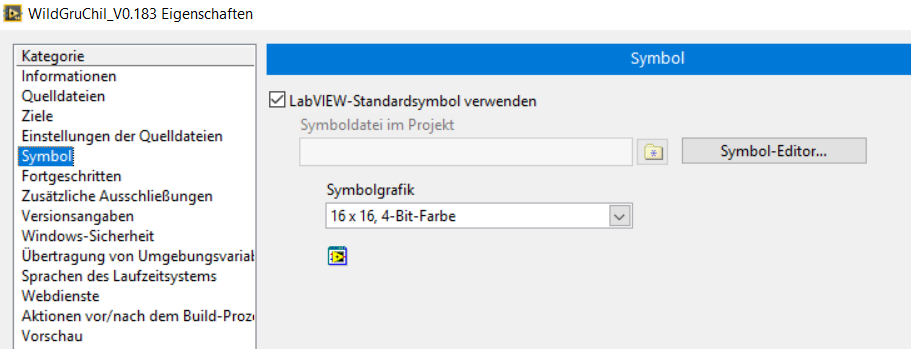 WildGruChil_V0.183 Eigenschaften
Kategorie
Informationen
Quelldateien
Ziele
Einstellungen der Quelldateien
Symbol
Fortgeschritten
Zusätzliche Ausschließungen
Versionsangaben
Windows-Sicherheit
Übertragung von Umgebungsvariab
Sprachen des Laufzeitsystems
Webdienste
Aktionen vor/nach dem Build-Proz
Vorschau
Symbol
LabVIEW-Standardsymbol verwenden
Symboldatei im Projekt
Symbol-Editor...
Symbolgrafik
16 x 16, 4-Bit-Farbe